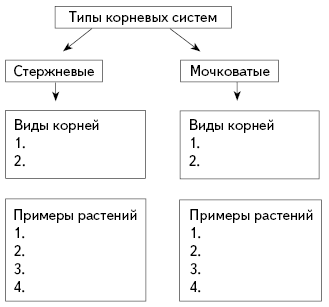 Типы корневых систем
Стержневые
Мочковатые
Виды корней
1.
2.
Виды корней
1.
2.
Примеры растений
1.
2.
3.
4.
Примеры растений
1.
2.
3.
4.